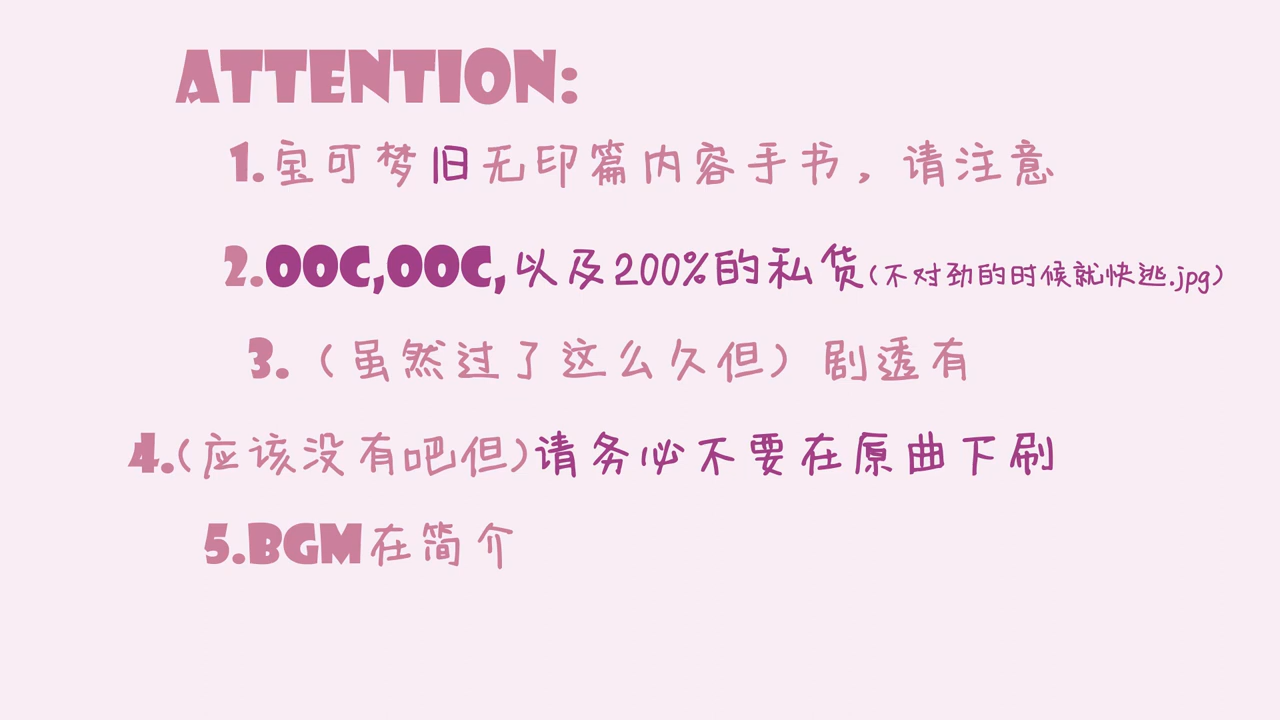 ATTENTION:
1.宝可梦旧无印篇内容手书，请注意
2.OOC,OOC,以及200%的私货(不对劲的时候就快逃.jpg)
3.（虽然过了这么久但）剧透有
4.(应该没有吧但)请务必不要在原曲下刷
5.BGM在简介